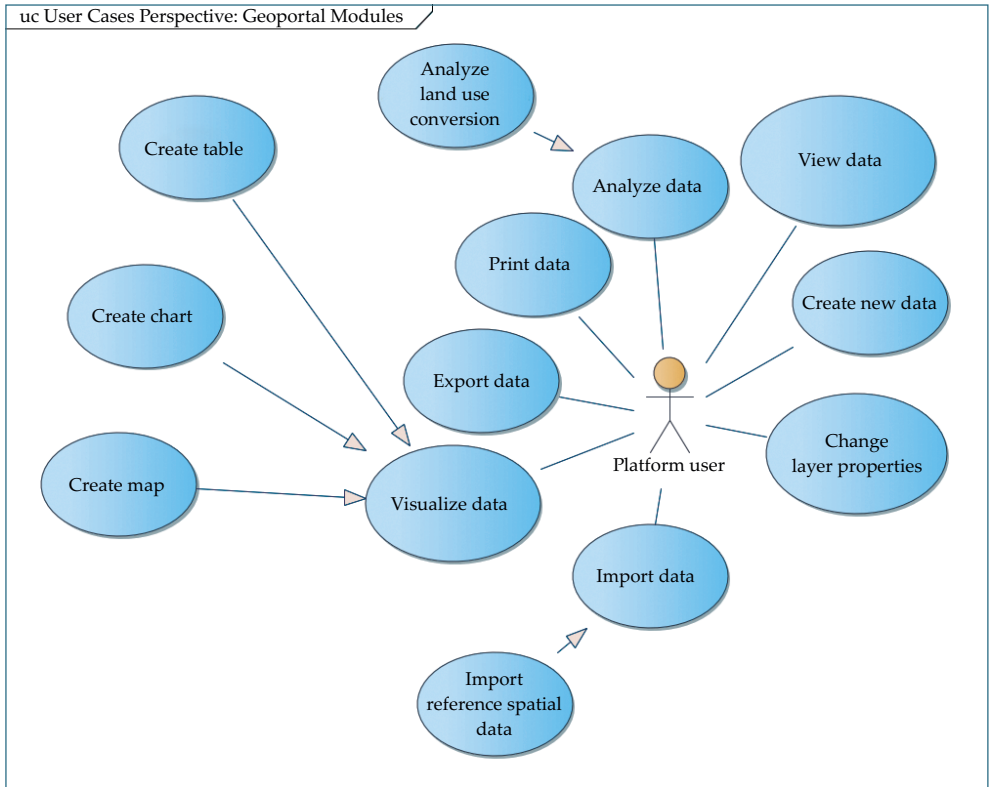 uc User Cases Perspective: Geoportal Modules
Analyze
land use
conversion
Create table
View data
Analyze data
Print data
Create new data
Create chart
Export data
Change
layer properties
Platform user
Create map
Visualize data
Import data
Import
reference spatial
data